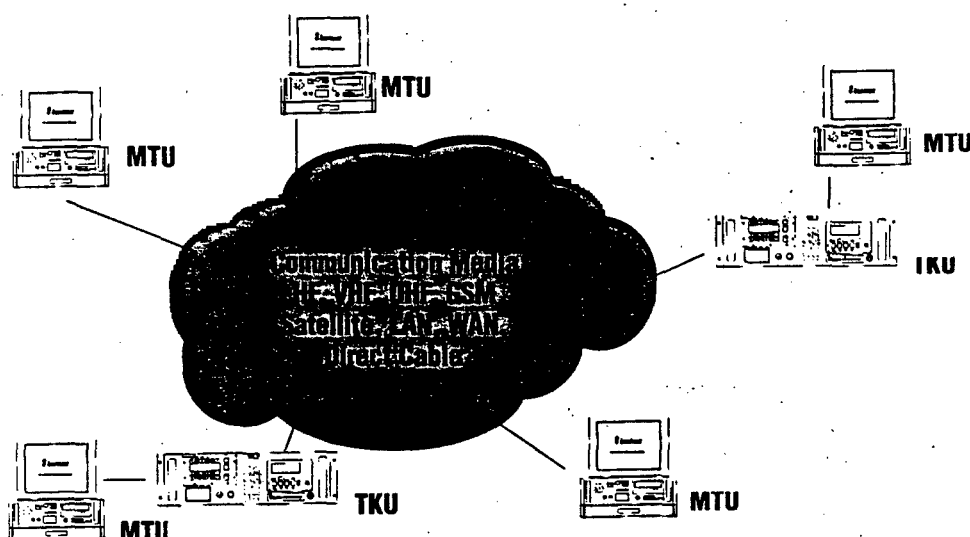 MTU
MTU
MTU
TKU
Communication Media
HF, VHF, UHF, GSM
Satellite, LAN, WAN
Direct Cable
TKU
MTU
MTU